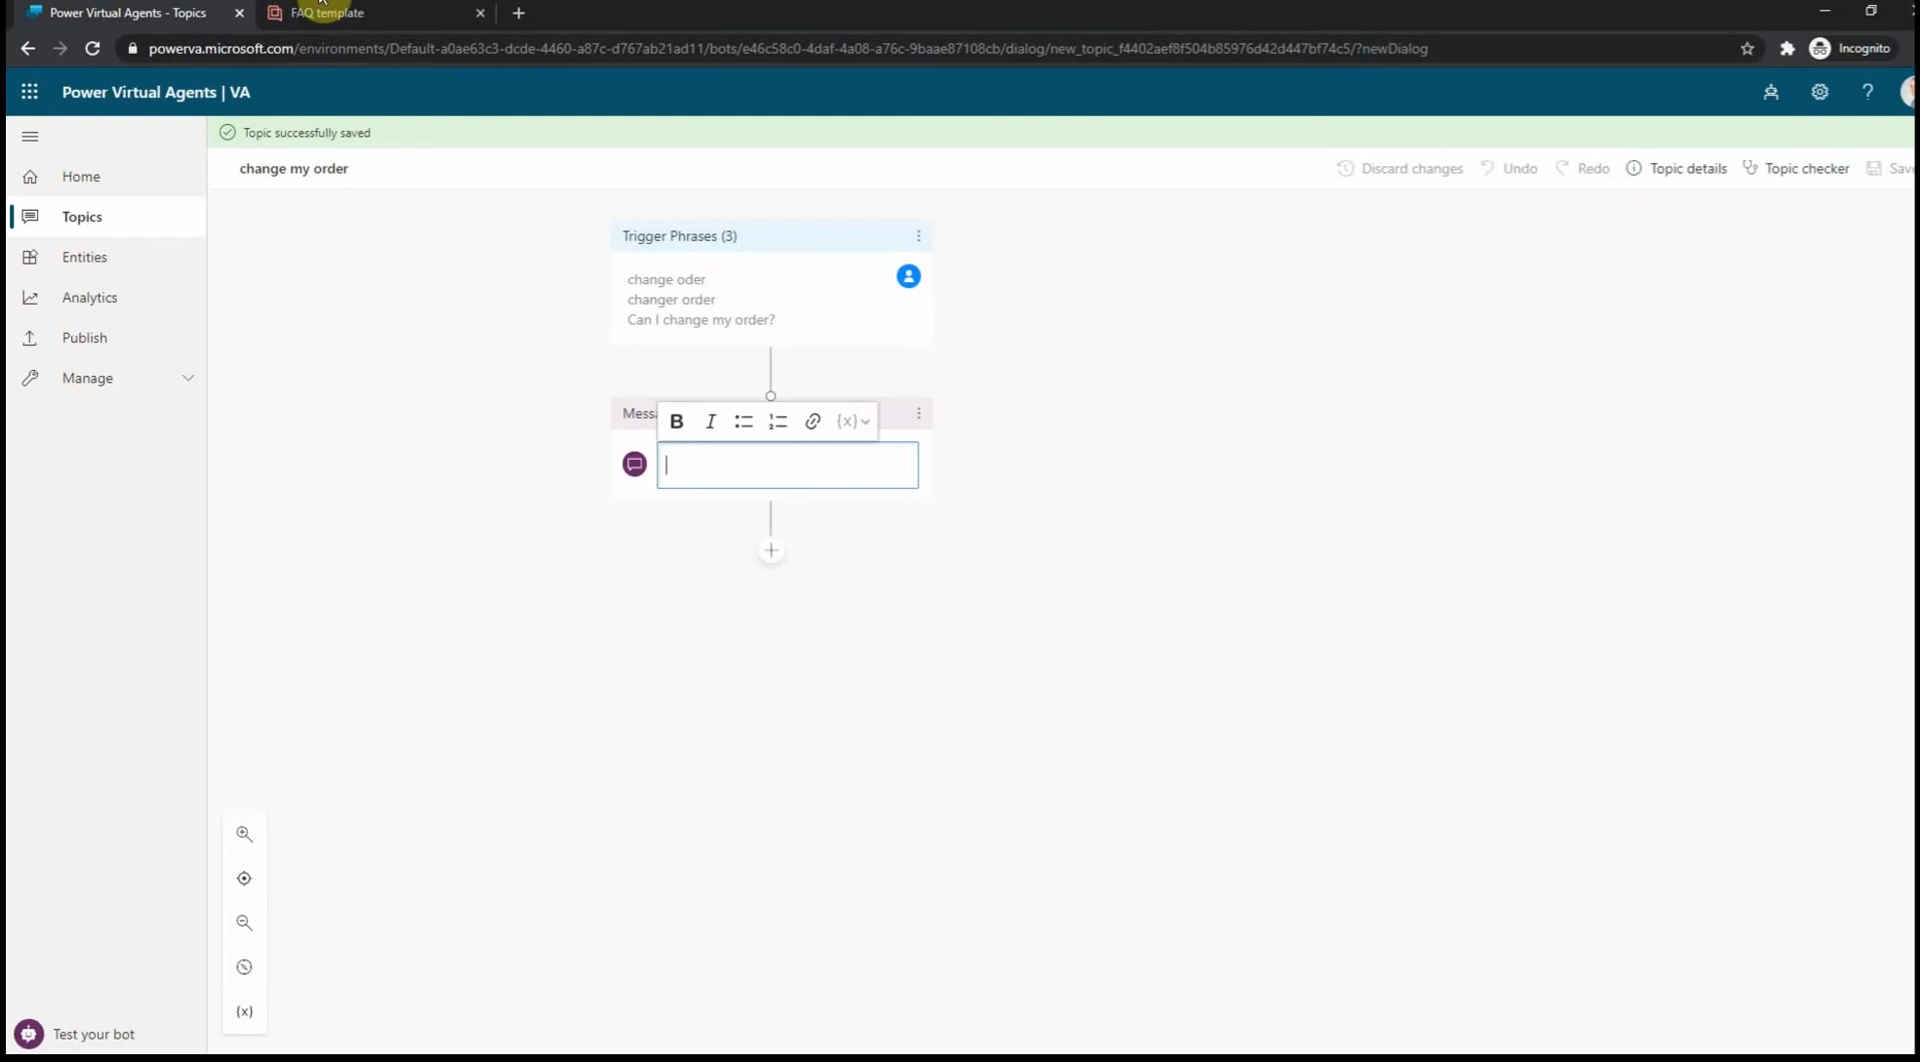 Power Virtual Agents - Topics
FAQ template
powerva.microsoft.com/environments/Default-a0ae63c3-dcde-4460-a87c-d767ab21ad11/bots/e46c58c0-4daf-4a08-a76c-9baae87108cb/dialog/new_topic_f4402aef8f504b85976d42d447bf74c5/?newDialog
Incognito
Power Virtual Agents | VA
?
Topic successfully saved
change my order
Discard changes
Undo
Redo
Topic details
Topic checker
Save
Home
Topics
Entities
Analytics
Publish
Manage
Trigger Phrases (3)
change oder
changer order
Can I change my order?
Messa
B I {x}
{x}
Test your bot